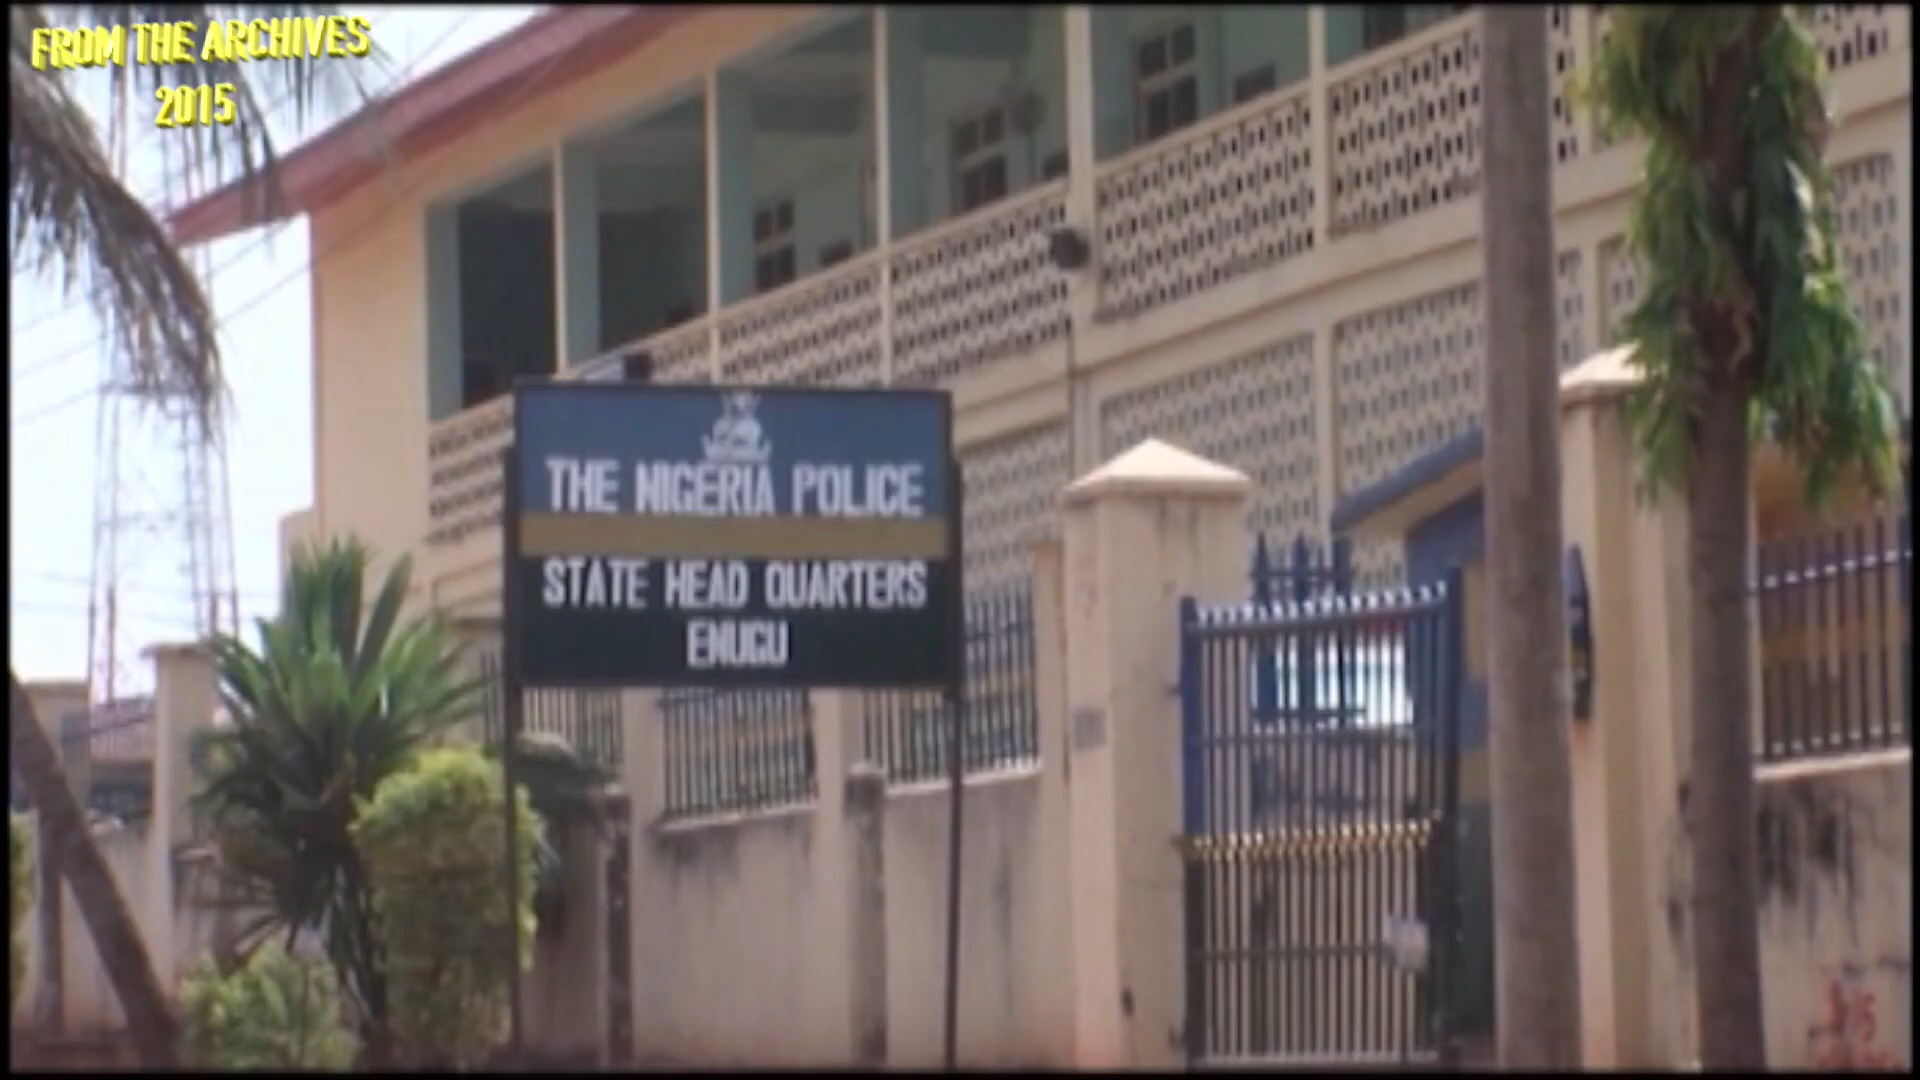 FROM THE ARCHIVES
2015
THE NIGERIA POLICE
STATE HEAD QUARTERS
ENUGU